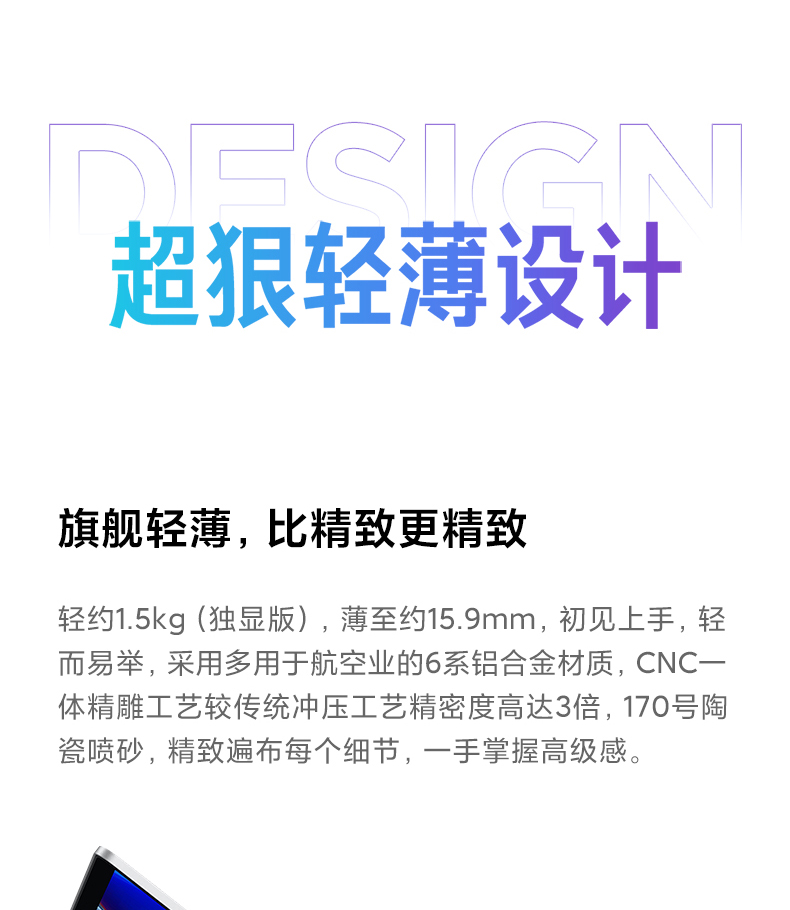 DESIGN
超狠轻薄设计
旗舰轻薄，比精致更精致
轻约1.5kg（独显版），薄至约15.9mm，初见上手，轻
而易举，采用多用于航空业的6系铝合金材质，CNC一
体精雕工艺较传统冲压工艺精密度高达3倍，170号陶
瓷喷砂，精致遍布每个细节，一手掌握高级感。